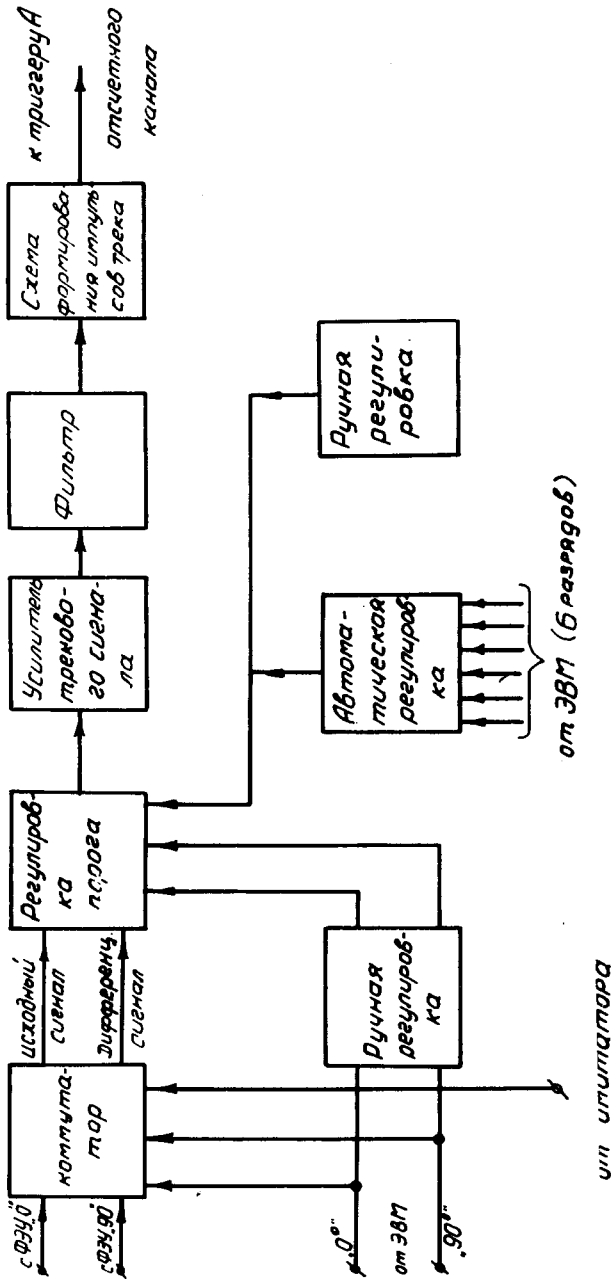 с ФЭУ„0°"
с ФЭУ„90°"
коммута-
тор
исходный
сигнал
Дифференц.
сигнал
Регулиров-
ка
порога
Усилитель
треково-
го сигна-
ла
Фильтр
Схема
формирова-
ния импуль-
сов трека
к триггеру А
отсчетного
канала
„0°"
от ЭВМ
„90°"
Ручная
регулиров-
ка
Автома-
тическая
регулиров-
ка
Ручная
регули-
ровка.
от ЭВМ (6 разрядов)
от имитатора